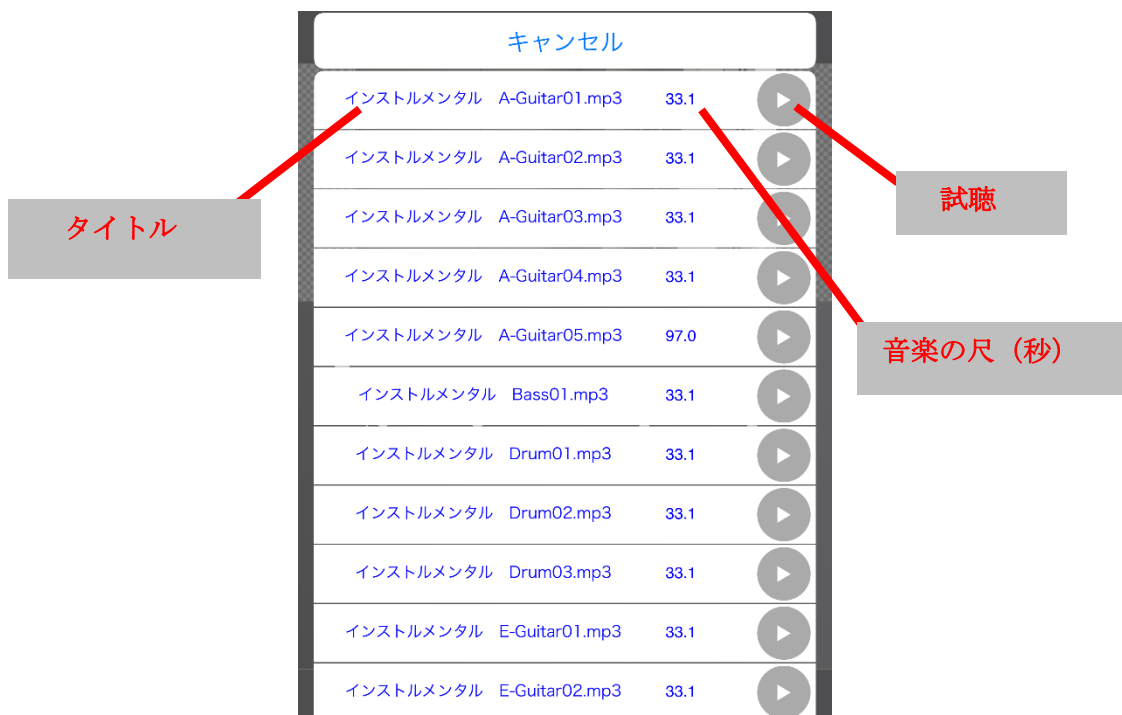 キャンセル
インストルメンタル　A-Guitar01.mp3　33.1
インストルメンタル　A-Guitar02.mp3　33.1
試聴
インストルメンタル　A-Guitar03.mp3　33.1
タイトル
インストルメンタル　A-Guitar04.mp3　33.1
インストルメンタル　A-Guitar05.mp3　97.0
音楽の尺（秒）
インストルメンタル　Bass01.mp3　33.1
インストルメンタル　Drum01.mp3　33.1
インストルメンタル　Drum02.mp3　33.1
インストルメンタル　Drum03.mp3　33.1
インストルメンタル　E-Guitar01.mp3　33.1
インストルメンタル　E-Guitar02.mp3　33.1